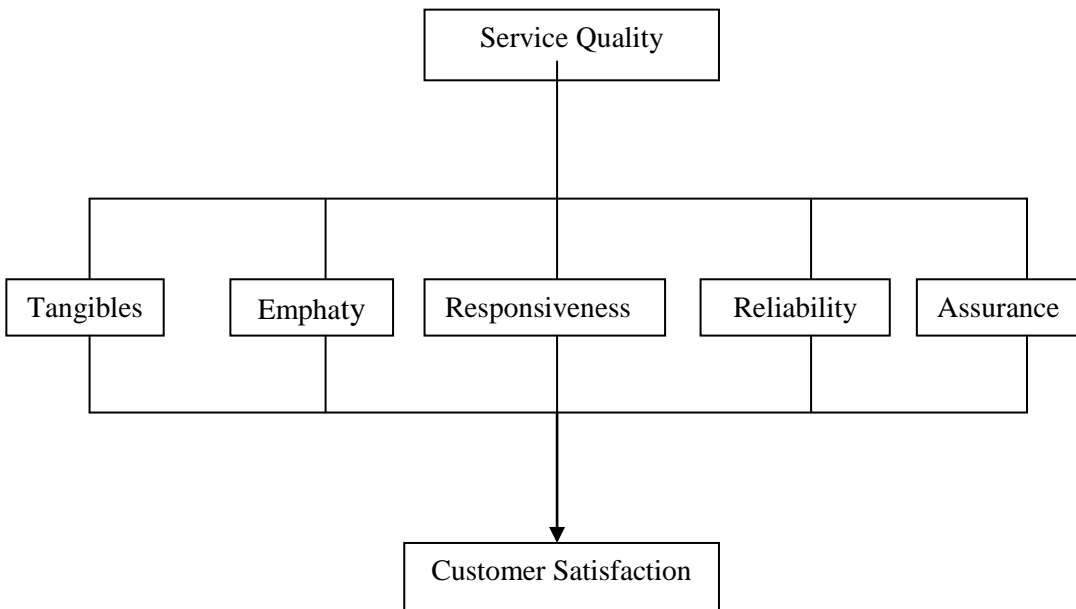 Service Quality
Tangibles
Emphaty
Responsiveness
Reliability
Assurance
Customer Satisfaction